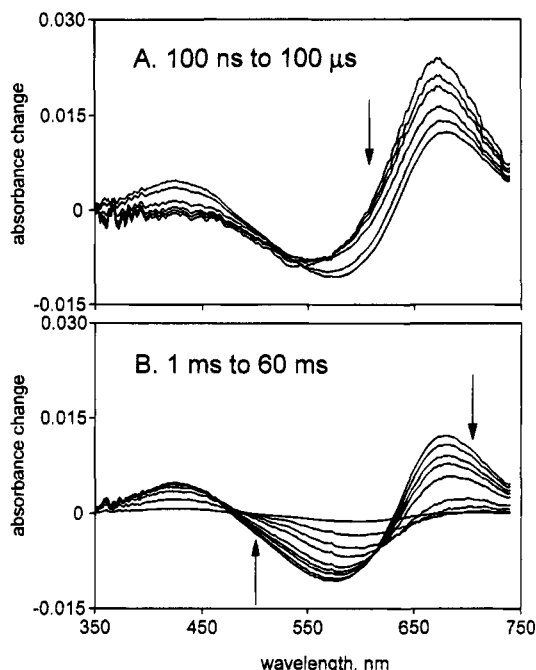 0.030
A. 100 ns to 100 μs
0.015
absorbance change
0
-0.015
0.030
B. 1 ms to 60 ms
0.015
absorbance change
0
-0.015
350 450 550 650 750
wavelength, nm